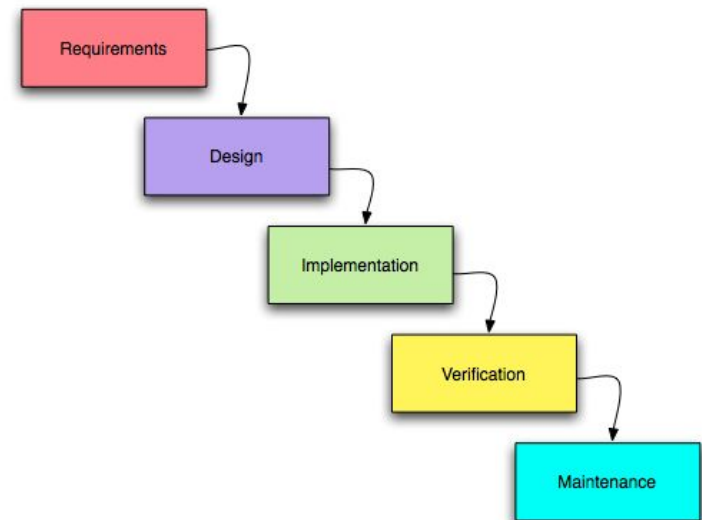 Requirements
Design
Implementation
Verification
Maintenance